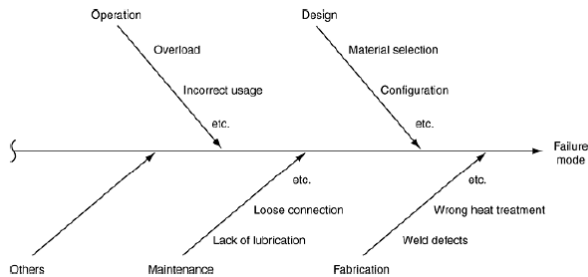 Operation
Design
Overload
Material selection
Incorrect usage
Configuration
etc.
etc.
Failure
mode
etc.
etc.
Loose connection
Wrong heat treatment
Lack of lubrication
Weld defects
Others
Maintenance
Fabrication